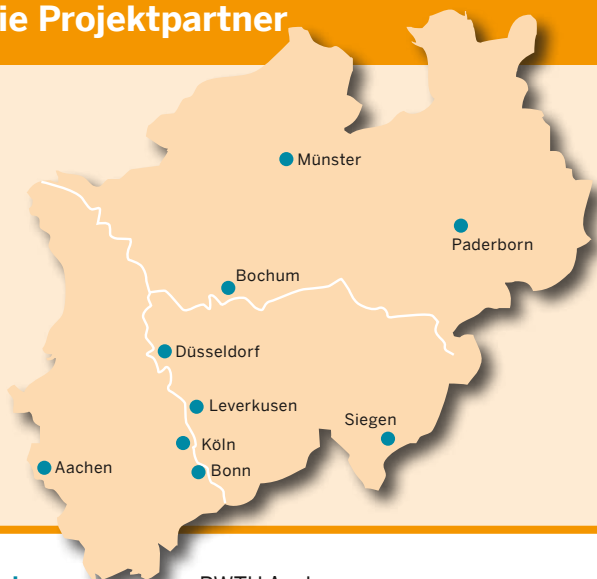 ie Projektpartner
Münster
Paderborn
Bochum
Düsseldorf
Leverkusen
Siegen
Köln
Aachen
Bonn